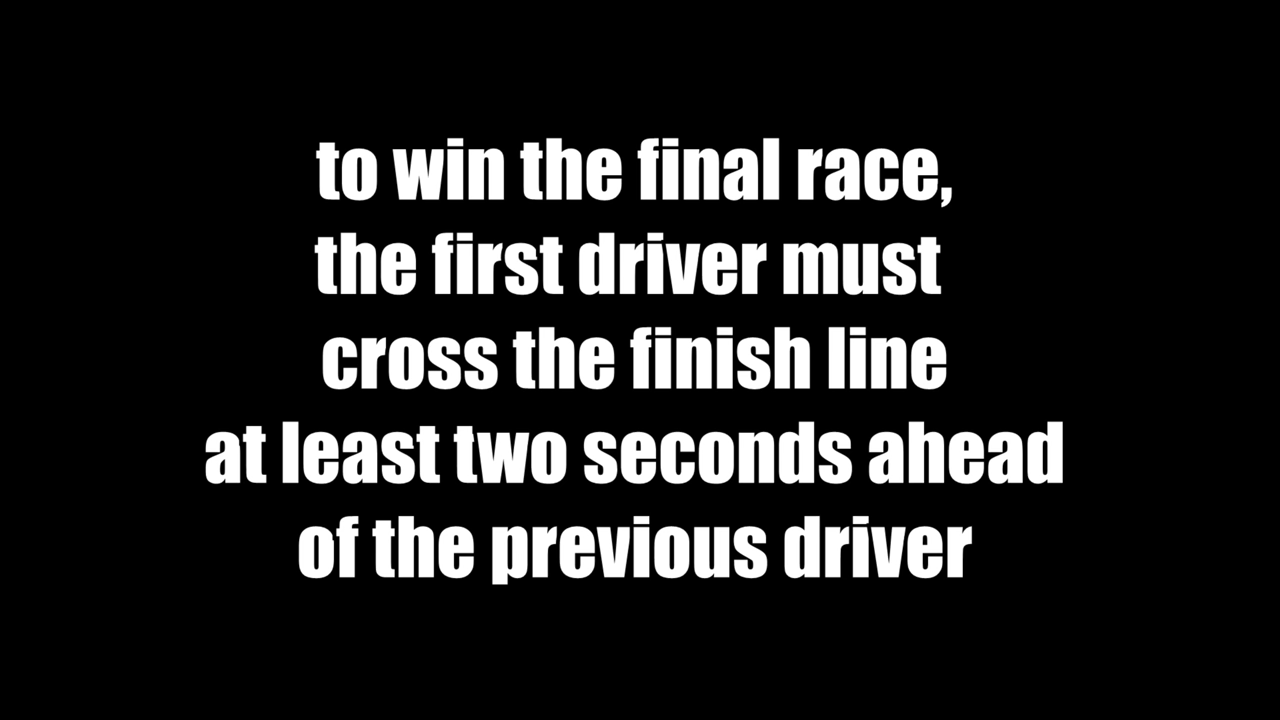 to win the final race,
the first driver must
cross the finish line
at least two seconds ahead
of the previous driver